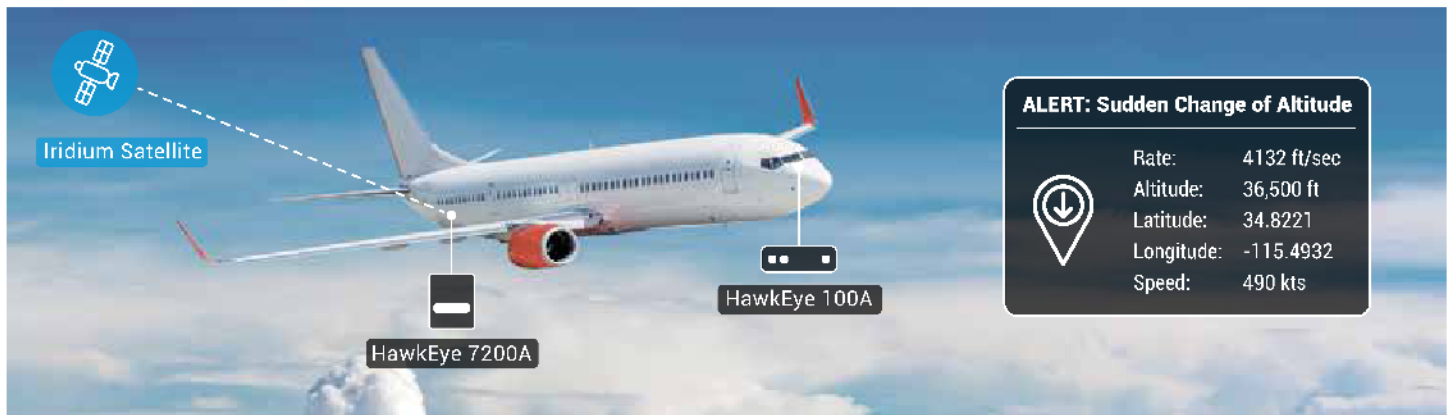 Iridium Satellite
HawkEye 7200A
HawkEye 100A
ALERT: Sudden Change of Altitude
Rate: 4132 ft/sec
Altitude: 36,500 ft
Latitude: 34.8221
Longitude: -115.4932
Speed: 490 kts